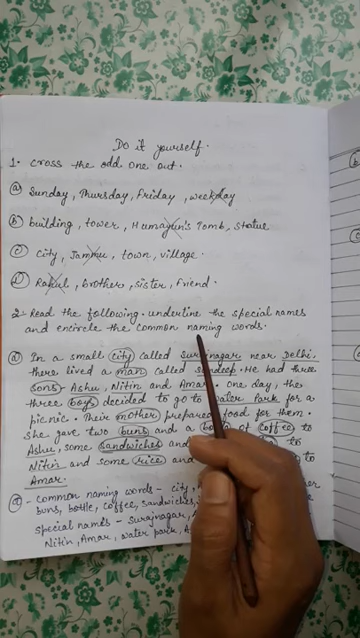 Do it yourself.
1. Cross the odd one out.
(a) Sunday, Thursday, Friday, weekday
(b) building, tower, Humayun's Tomb, statue
(c) City, Jammu, town, village.
(d) Rahul, brother, sister, friend.
2. Read the following. underline the special names
and encircle the common naming words.
(a) In a small city called Surajnagar near Delhi,
there lived a man called Sandeep. He had three
sons- Ashu, Nitin and Amar. One day, the
three boys decided to go to Water Park for a
picnic. Their mother prepared food for them.
She gave two buns and a bottle of coffee to
Ashu, some sandwiches and to
Nitin and some rice and to
Amar.
(a) - Common naming words - city,
buns, bottle, coffee, sandwiches,
special names - Surajnagar,
Nitin, Amar, water park,